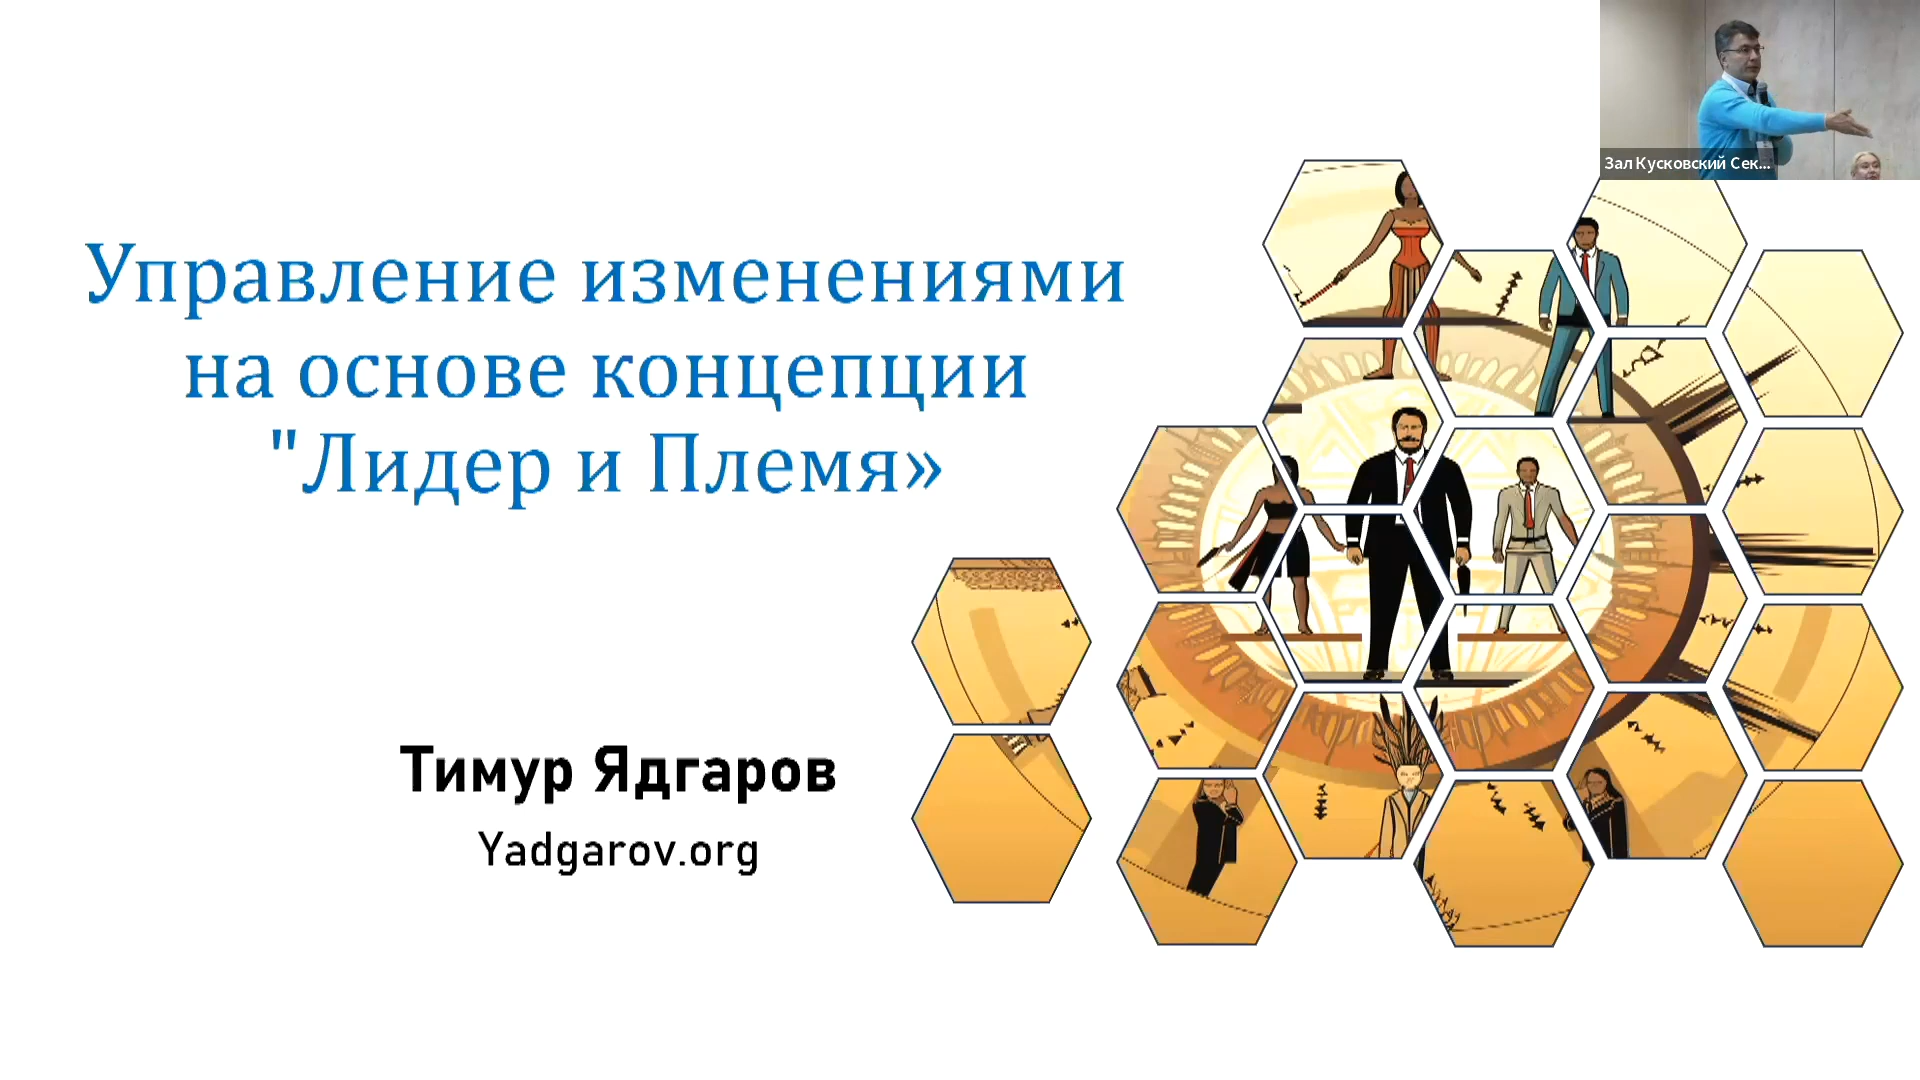 Зал Кусковский Сек...
Управление изменениями
на основе концепции
"Лидер и Племя»
Тимур Ядгаров
Yadgarov.org